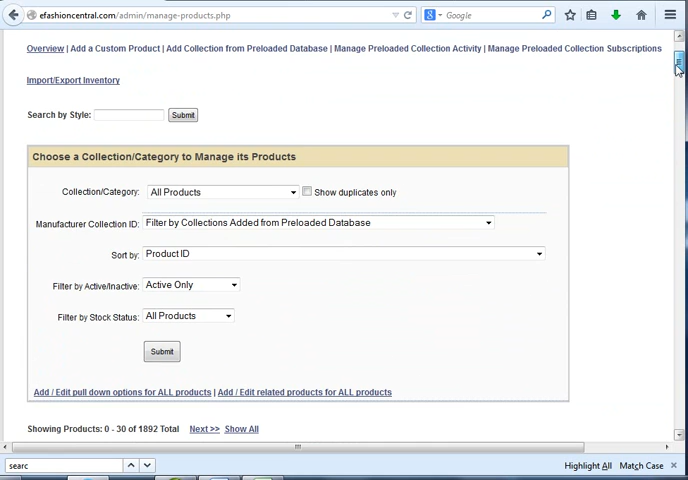 efashioncentral.com/admin/manage-products.php
Google
Overview | Add a Custom Product | Add Collection from Preloaded Database | Manage Preloaded Collection Activity | Manage Preloaded Collection Subscriptions
Import/Export Inventory
Search by Style: Submit
Choose a Collection/Category to Manage its Products
Collection/Category: All Products Show duplicates only
Manufacturer Collection ID: Filter by Collections Added from Preloaded Database
Sort by: Product ID
Filter by Active/Inactive: Active Only
Filter by Stock Status: All Products
Submit
Add / Edit pull down options for ALL products | Add / Edit related products for ALL products
Showing Products: 0 - 30 of 1892 Total Next >> Show All
searc Highlight All Match Case